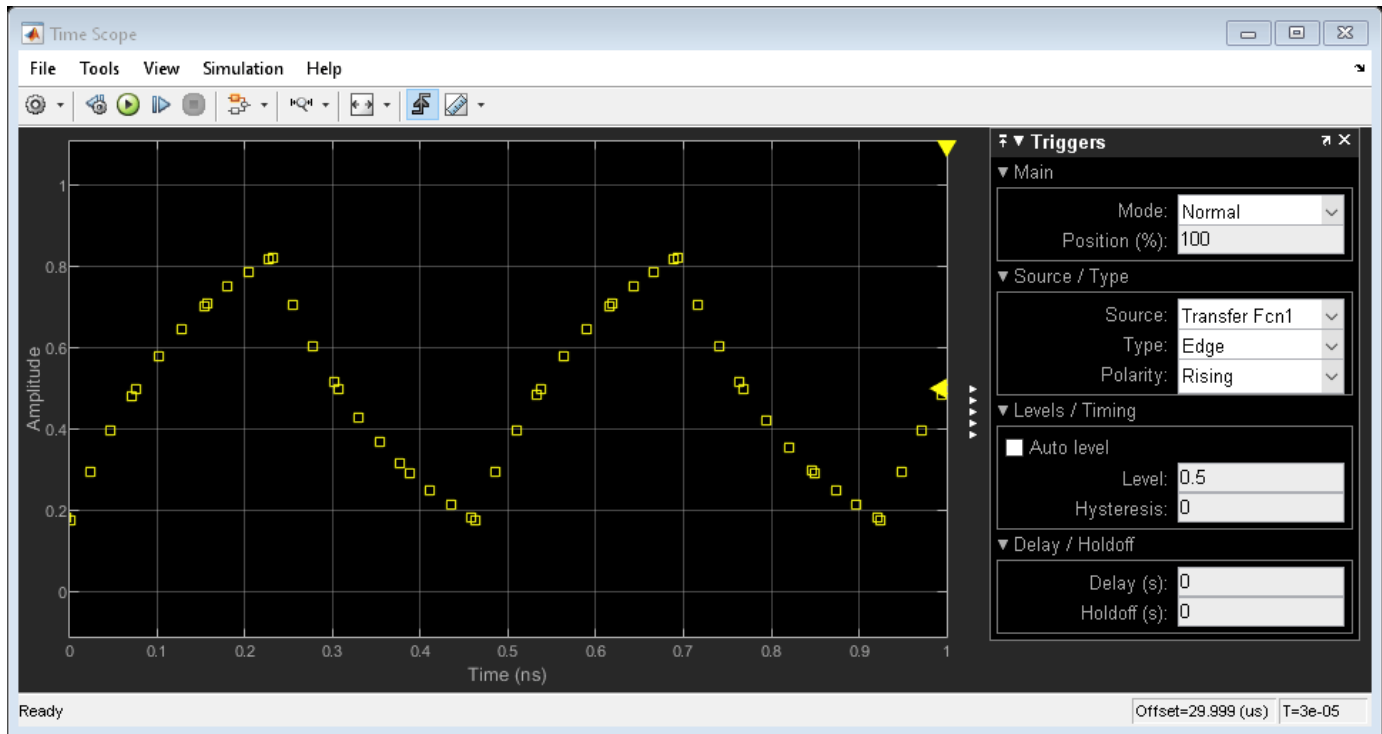 Time Scope
File Tools View Simulation Help
Triggers
Main
Mode: Normal
Position (%): 100
Source / Type
Source: Transfer Fcn1
Type: Edge
Polarity: Rising
Levels / Timing
Auto level
Level: 0.5
Hysteresis: 0
Delay / Holdoff
Delay (s): 0
Holdoff (s): 0
Amplitude
1
0.8
0.6
0.4
0.2
0
0 0.1 0.2 0.3 0.4 0.5 0.6 0.7 0.8 0.9 1
Time (ns)
Ready
Offset=29.999 (us) T=3e-05